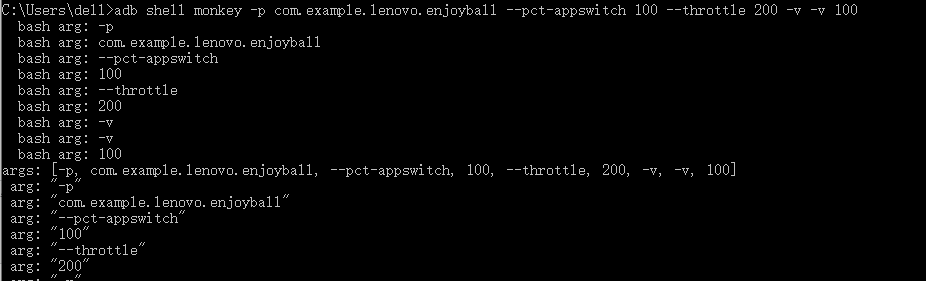 C:\Users\dell>adb shell monkey -p com.example.lenovo.enjoyball --pct-appswitch 100 --throttle 200 -v -v 100
bash arg: -p
bash arg: com.example.lenovo.enjoyball
bash arg: --pct-appswitch
bash arg: 100
bash arg: --throttle
bash arg: 200
bash arg: -v
bash arg: -v
bash arg: 100
args: [-p, com.example.lenovo.enjoyball, --pct-appswitch, 100, --throttle, 200, -v, -v, 100]
arg: "-p"
arg: "com.example.lenovo.enjoyball"
arg: "--pct-appswitch"
arg: "100"
arg: "--throttle"
arg: "200"